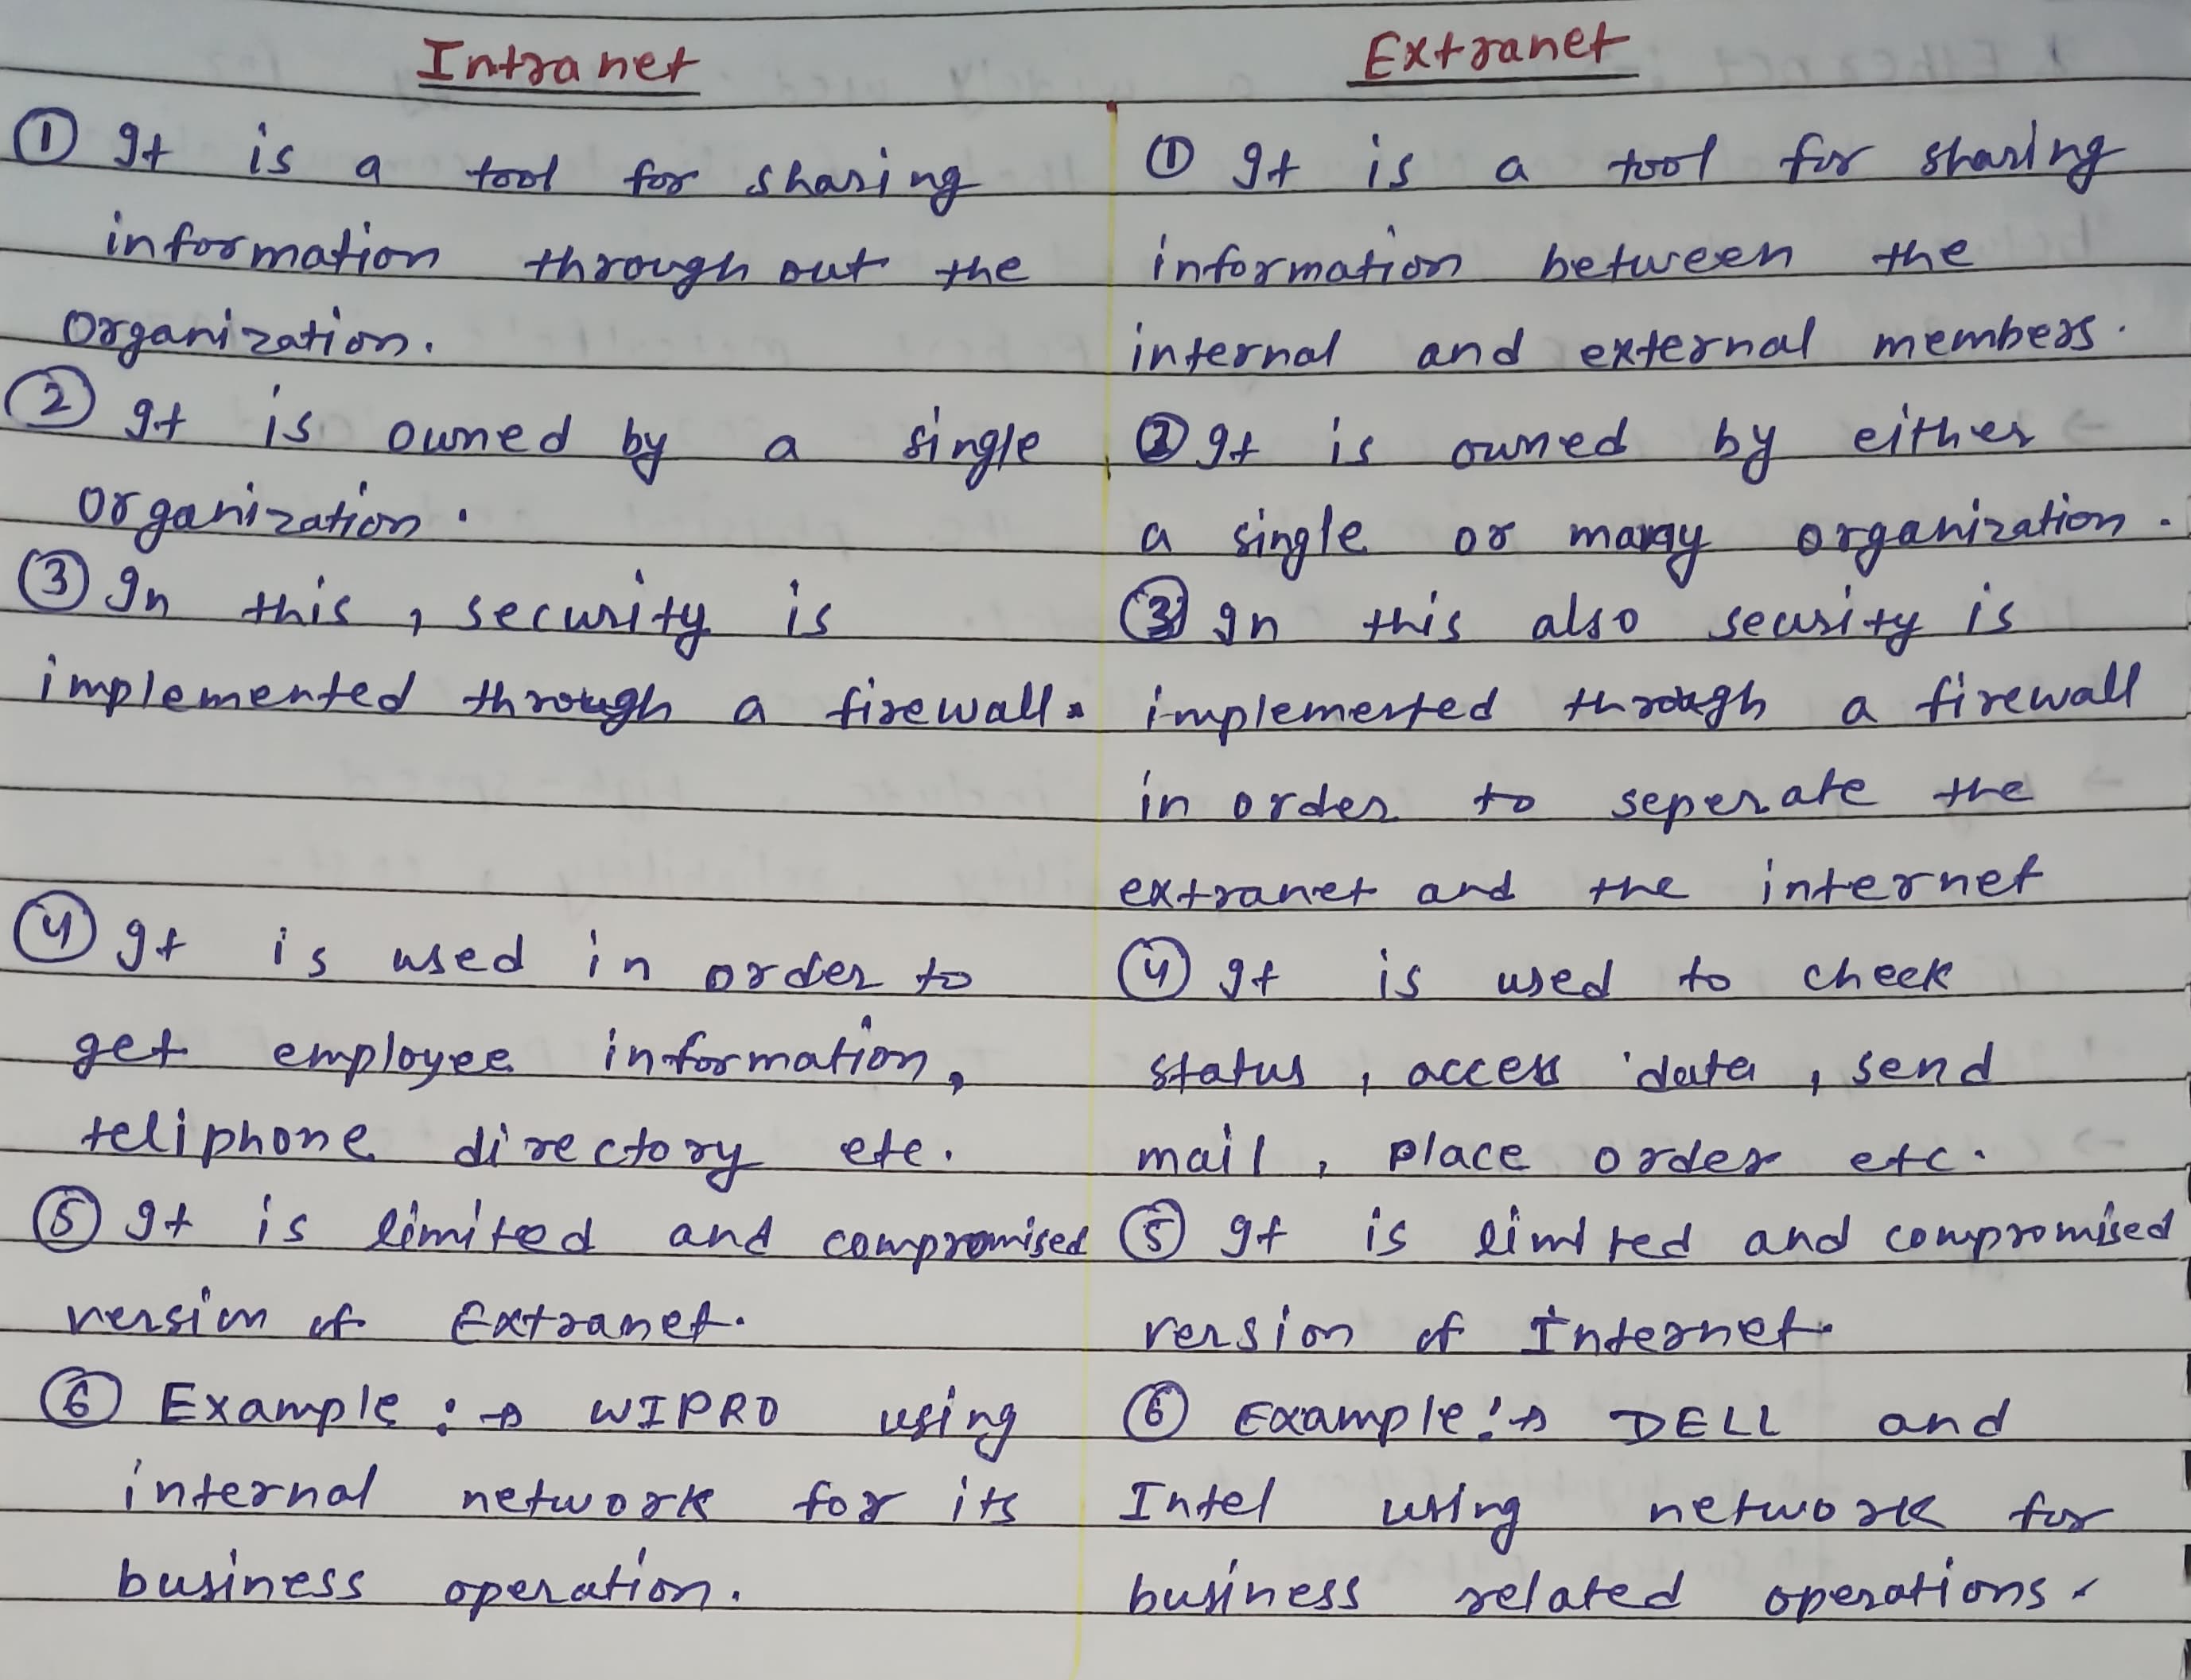 Intranet
① It is a tool for sharing
information through out the
Organization.
② It is owned by a single
Organization.
③ In this, security is
implemented through a firewall.
④ It is used in order to
get employee information,
teliphone directory etc.
⑤ It is limited and compromised
version of Extranet.
⑥ Example :→ WIPRO using
internal network for its
business operation.
Extranet
① It is a tool for sharing
information between the
internal and external members.
② It is owned by either
a single or many organization.
③ In this also security is
implemented through a firewall
in order to seperate the
extranet and the internet
④ It is used to check
status, access data, send
mail, place order etc.
⑤ It is limited and compromised
version of Internet.
⑥ Example :→ DELL and
Intel using network for
business related operations.